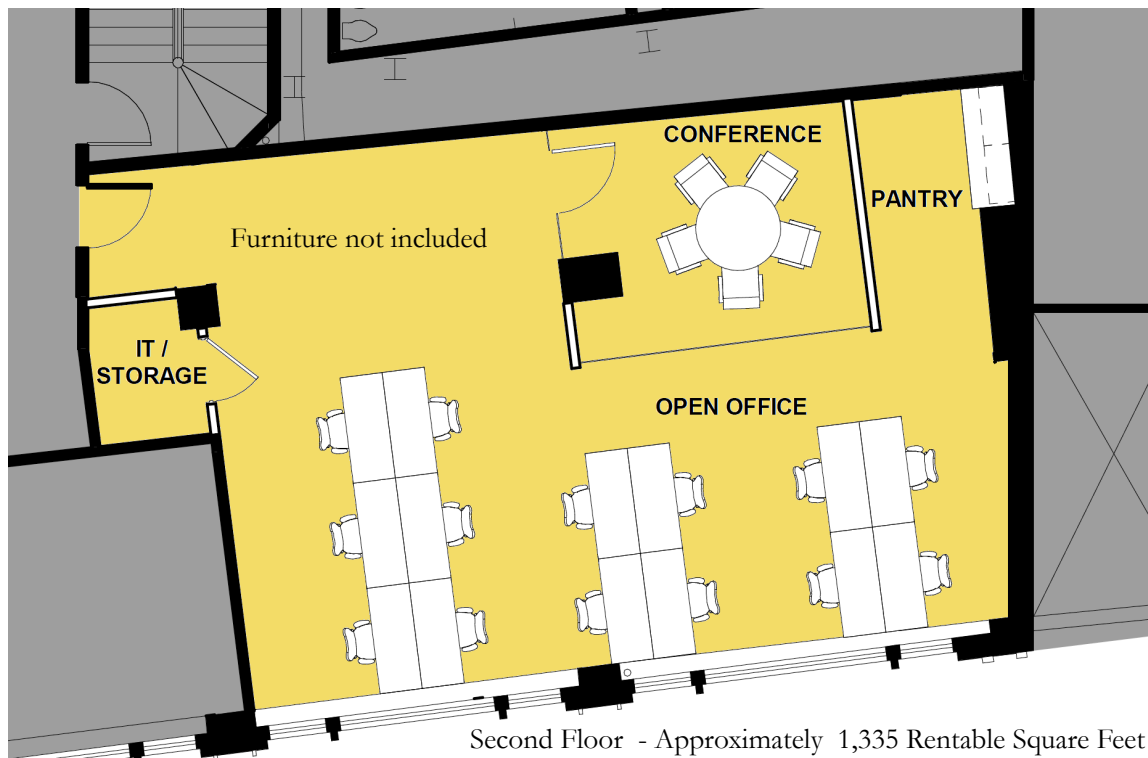 CONFERENCE
PANTRY
Furniture not included
IT /
STORAGE
OPEN OFFICE
Second Floor - Approximately 1,335 Rentable Square Feet